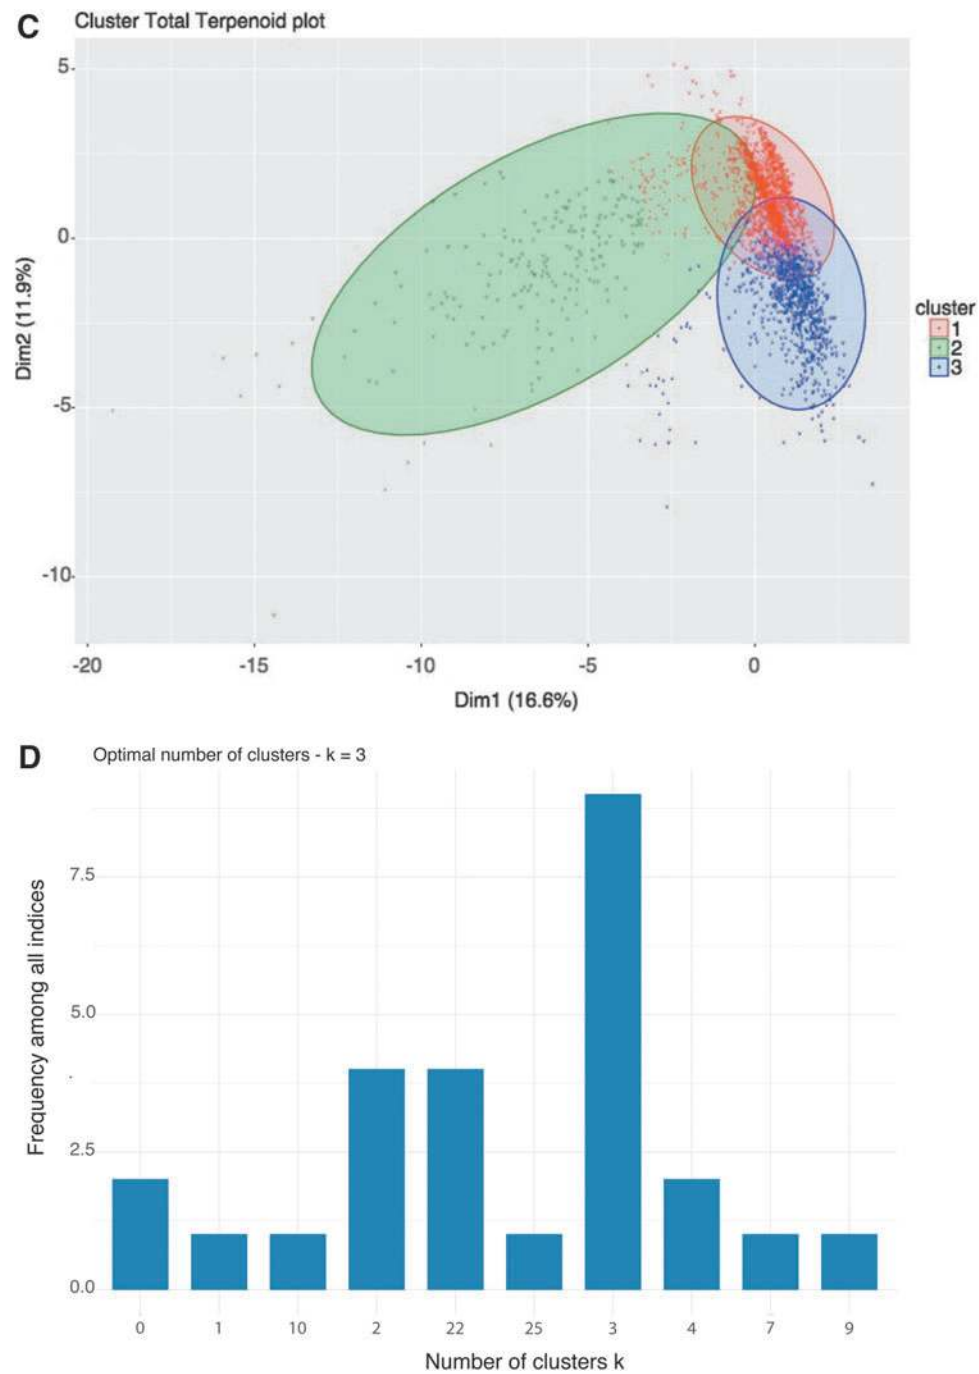 C
Cluster Total Terpenoid plot
5
0
-5
-10
Dim2 (11.9%)
-20 -15 -10 -5 0
Dim1 (16.6%)
cluster
1
2
3
D
Optimal number of clusters - k = 3
7.5
5.0
2.5
0.0
Frequency among all indices
0 1 10 2 22 25 3 4 7 9
Number of clusters k